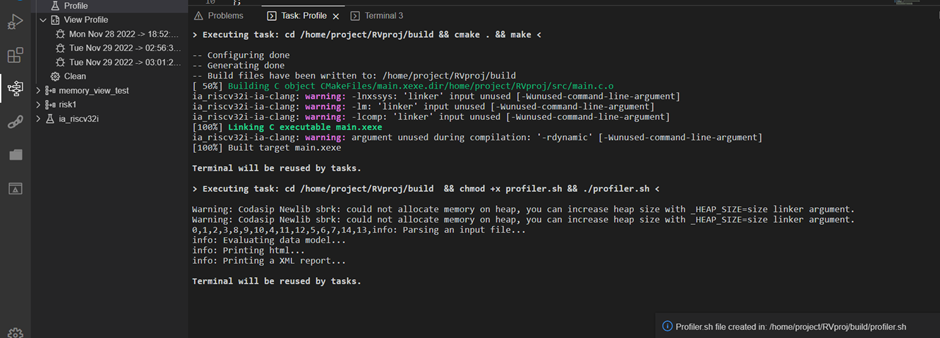 Profile
View Profile
Mon Nov 28 2022 -> 18:52:...
Tue Nov 29 2022 -> 02:56:3...
Tue Nov 29 2022 -> 03:01:2...
Clean
memory_view_test
risk1
ia_riscv32i
10 };
Problems
Task: Profile
Terminal 3
> Executing task: cd /home/project/RVproj/build && cmake . && make <
-- Configuring done
-- Generating done
-- Build files have been written to: /home/project/RVproj/build
[ 50%] Building C object CMakeFiles/main.xexe.dir/home/project/RVproj/src/main.c.o
ia_riscv32i-ia-clang: warning: -lnxssys: 'linker' input unused [-Wunused-command-line-argument]
ia_riscv32i-ia-clang: warning: -lm: 'linker' input unused [-Wunused-command-line-argument]
ia_riscv32i-ia-clang: warning: -lcomp: 'linker' input unused [-Wunused-command-line-argument]
[100%] Linking C executable main.xexe
ia_riscv32i-ia-clang: warning: argument unused during compilation: '-rdynamic' [-Wunused-command-line-argument]
[100%] Built target main.xexe
Terminal will be reused by tasks.
> Executing task: cd /home/project/RVproj/build  && chmod +x profiler.sh && ./profiler.sh <
Warning: Codasip Newlib sbrk: could not allocate memory on heap, you can increase heap size with _HEAP_SIZE=size linker argument.
Warning: Codasip Newlib sbrk: could not allocate memory on heap, you can increase heap size with _HEAP_SIZE=size linker argument.
0,1,2,3,8,9,10,4,11,12,5,6,7,14,13,info: Parsing an input file...
info: Evaluating data model...
info: Printing html...
info: Printing a XML report...
Terminal will be reused by tasks.
Profiler.sh file created in: /home/project/RVproj/build/profiler.sh